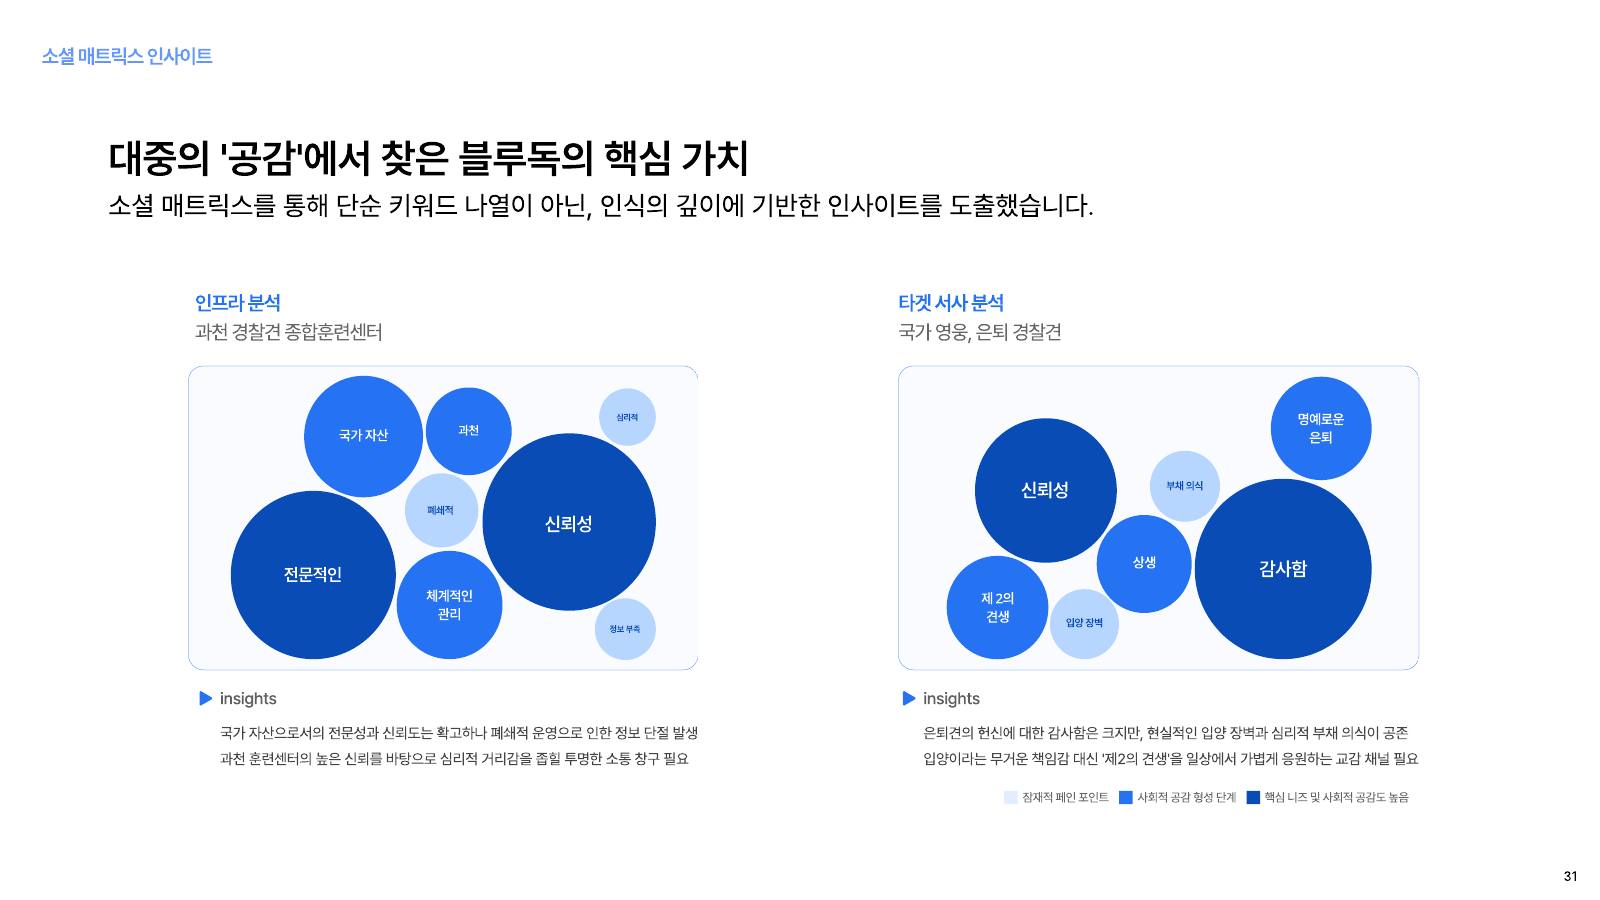 소셜 매트릭스 인사이트
대중의 '공감'에서 찾은 블루독의 핵심 가치
소셜 매트릭스를 통해 단순 키워드 나열이 아닌, 인식의 깊이에 기반한 인사이트를 도출했습니다.
인프라 분석
과천 경찰견 종합훈련센터
국가 자산
과천
심리적
폐쇄적
신뢰성
전문적인
체계적인
관리
정보 부족
insights
국가 자산으로서의 전문성과 신뢰도는 확고하나 폐쇄적 운영으로 인한 정보 단절 발생
과천 훈련센터의 높은 신뢰를 바탕으로 심리적 거리감을 좁힐 투명한 소통 창구 필요
타겟 서사 분석
국가 영웅, 은퇴 경찰견
명예로운
은퇴
신뢰성
부채 의식
상생
감사함
제 2의
견생
입양 장벽
insights
은퇴견의 헌신에 대한 감사함은 크지만, 현실적인 입양 장벽과 심리적 부채 의식이 공존
입양이라는 무거운 책임감 대신 '제2의 견생'을 일상에서 가볍게 응원하는 교감 채널 필요
잠재적 페인 포인트
사회적 공감 형성 단계
핵심 니즈 및 사회적 공감도 높음
31